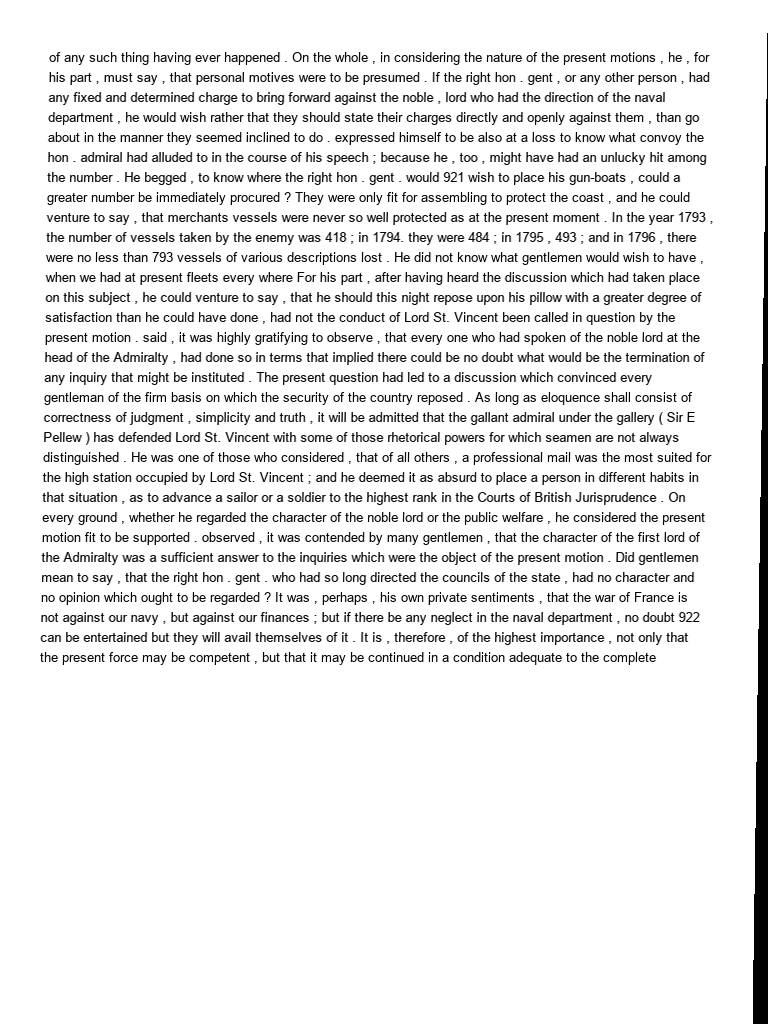 of any such thing having ever happened . On the whole , in considering the nature of the present motions , he , for
his part , must say , that personal motives were to be presumed . If the right hon . gent , or any other person , had
any fixed and determined charge to bring forward against the noble , lord who had the direction of the naval
department , he would wish rather that they should state their charges directly and openly against them , than go
about in the manner they seemed inclined to do . expressed himself to be also at a loss to know what convoy the
hon . admiral had alluded to in the course of his speech ; because he , too , might have had an unlucky hit among
the number . He begged , to know where the right hon . gent . would 921 wish to place his gun-boats , could a
greater number be immediately procured ? They were only fit for assembling to protect the coast , and he could
venture to say , that merchants vessels were never so well protected as at the present moment . In the year 1793 ,
the number of vessels taken by the enemy was 418 ; in 1794. they were 484 ; in 1795 , 493 ; and in 1796 , there
were no less than 793 vessels of various descriptions lost . He did not know what gentlemen would wish to have ,
when we had at present fleets every where For his part , after having heard the discussion which had taken place
on this subject , he could venture to say , that he should this night repose upon his pillow with a greater degree of
satisfaction than he could have done , had not the conduct of Lord St. Vincent been called in question by the
present motion . said , it was highly gratifying to observe , that every one who had spoken of the noble lord at the
head of the Admiralty , had done so in terms that implied there could be no doubt what would be the termination of
any inquiry that might be instituted . The present question had led to a discussion which convinced every
gentleman of the firm basis on which the security of the country reposed . As long as eloquence shall consist of
correctness of judgment , simplicity and truth , it will be admitted that the gallant admiral under the gallery ( Sir E
Pellew ) has defended Lord St. Vincent with some of those rhetorical powers for which seamen are not always
distinguished . He was one of those who considered , that of all others , a professional mail was the most suited for
the high station occupied by Lord St. Vincent ; and he deemed it as absurd to place a person in different habits in
that situation , as to advance a sailor or a soldier to the highest rank in the Courts of British Jurisprudence . On
every ground , whether he regarded the character of the noble lord or the public welfare , he considered the present
motion fit to be supported . observed , it was contended by many gentlemen , that the character of the first lord of
the Admiralty was a sufficient answer to the inquiries which were the object of the present motion . Did gentlemen
mean to say , that the right hon . gent . who had so long directed the councils of the state , had no character and
no opinion which ought to be regarded ? It was , perhaps , his own private sentiments , that the war of France is
not against our navy , but against our finances ; but if there be any neglect in the naval department , no doubt 922
can be entertained but they will avail themselves of it . It is , therefore , of the highest importance , not only that
the present force may be competent , but that it may be continued in a condition adequate to the complete